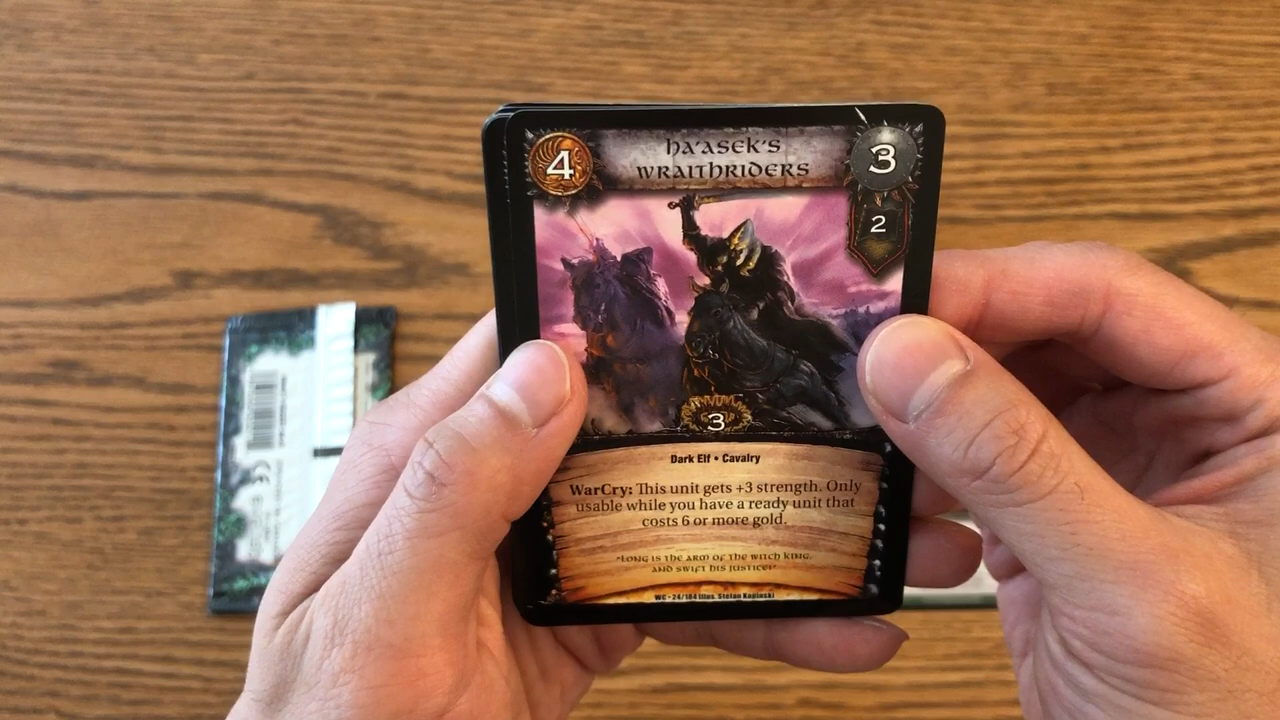 4
HA'ASEK'S
WRAITHRIDERS
3
2
3
Dark Elf • Cavalry
WarCry: This unit gets +3 strength. Only
usable while you have a ready unit that
costs 6 or more gold.
"LONG IS THE ARM OF THE WITCH KING,
AND SWIFT HIS JUSTICE!"
WC • 24/184 Illus. Stefan Kopinski
CE